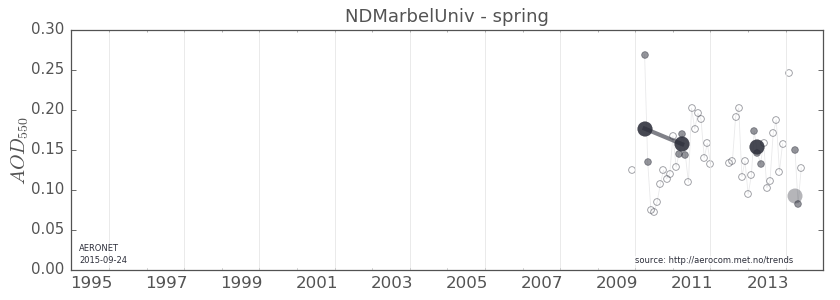 NDMarbelUniv - spring
0.30
0.25
0.20
0.15
0.10
0.05
0.00
AOD550
AERONET
2015-09-24
source: http://aerocom.met.no/trends
1995 1997 1999 2001 2003 2005 2007 2009 2011 2013